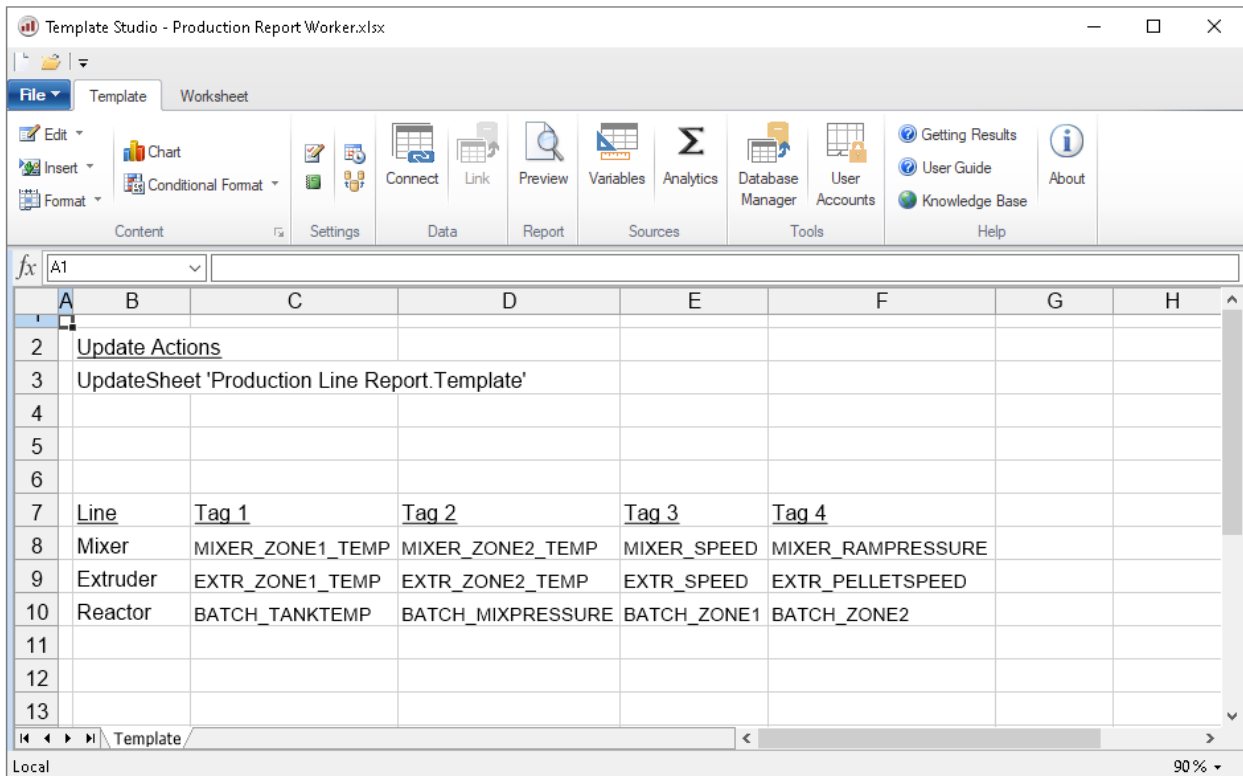 Template Studio - Production Report Worker.xlsx
File Template Worksheet
Edit
Insert
Format
Chart
Conditional Format
Content
Settings
Connect
Link
Data
Preview
Report
Variables
Analytics
Sources
Database Manager
User Accounts
Tools
Getting Results
User Guide
Knowledge Base
Help
About
fx A1
A B C D E F G H
1
2 Update Actions
3 UpdateSheet 'Production Line Report.Template'
4
5
6
7 Line Tag 1 Tag 2 Tag 3 Tag 4
8 Mixer MIXER_ZONE1_TEMP MIXER_ZONE2_TEMP MIXER_SPEED MIXER_RAMPRESSURE
9 Extruder EXTR_ZONE1_TEMP EXTR_ZONE2_TEMP EXTR_SPEED EXTR_PELLETSPEED
10 Reactor BATCH_TANKTEMP BATCH_MIXPRESSURE BATCH_ZONE1 BATCH_ZONE2
11
12
13
Template
Local 90%